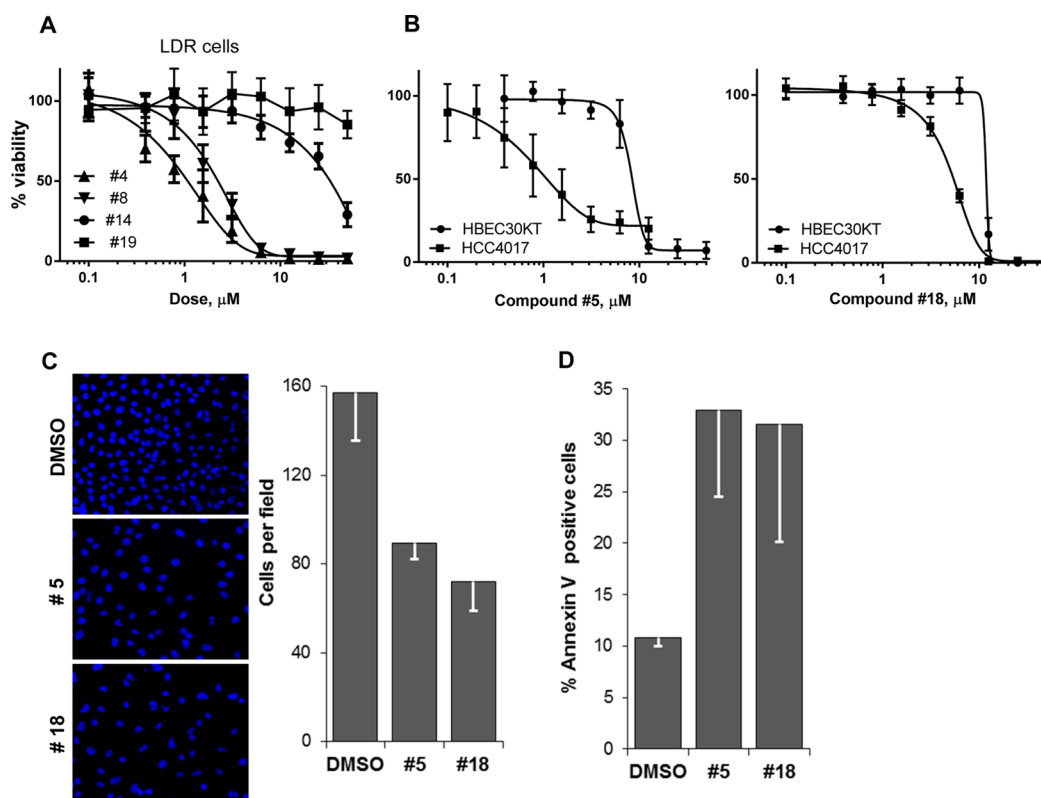 A
LDR cells
% viability
100
50
0
#4
#8
#14
#19
0.1
1
10
Dose, μM
B
100
50
0
HBEC30KT
HCC4017
0.1
1
10
Compound #5, μM
100
50
0
HBEC30KT
HCC4017
0.1
1
10
Compound #18, μM
C
DMSO
# 5
# 18
Cells per field
160
120
80
40
0
DMSO
#5
#18
D
% Annexin V positive cells
35
30
25
20
15
10
5
0
DMSO
#5
#18